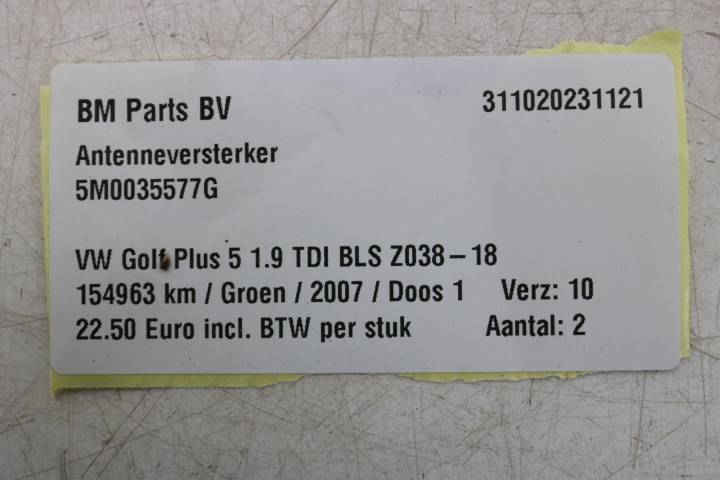 BM Parts BV 311020231121
Antenneversterker
5M0035577G
VW Golf Plus 5 1.9 TDI BLS Z038-18
154963 km / Groen / 2007 / Doos 1 Verz: 10
22.50 Euro incl. BTW per stuk Aantal: 2